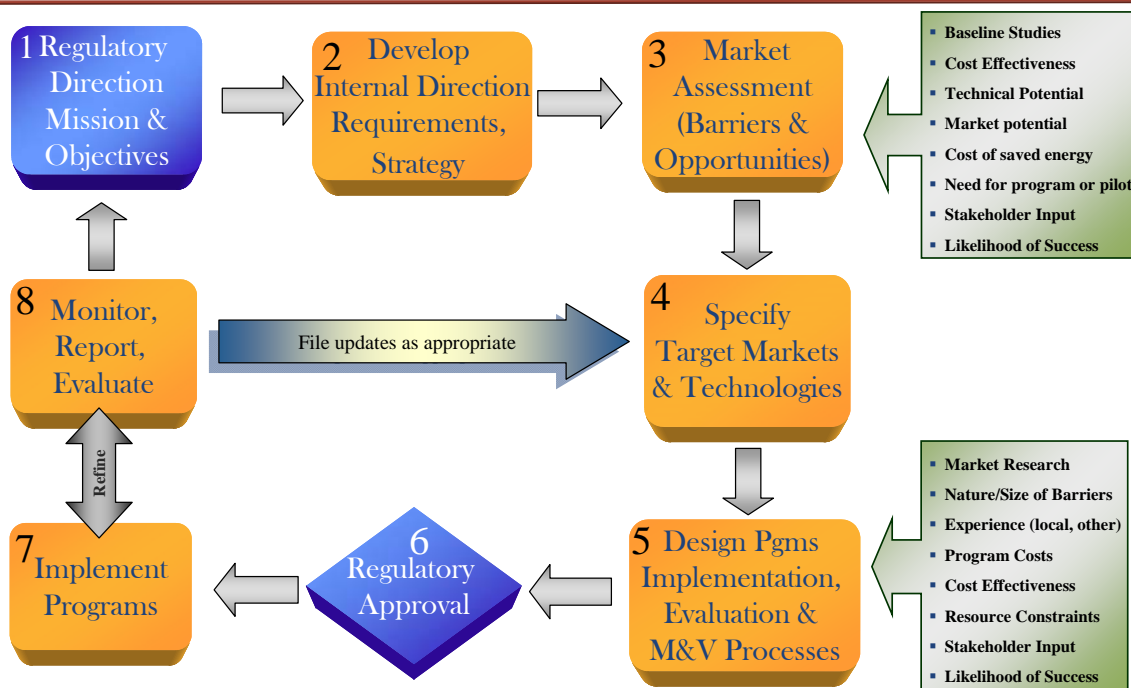 1 Regulatory
Direction
Mission &
Objectives
2 Develop
Internal Direction
Requirements,
Strategy
3 Market
Assessment
(Barriers &
Opportunities)
▪ Baseline Studies
▪ Cost Effectiveness
▪ Technical Potential
▪ Market potential
▪ Cost of saved energy
▪ Need for program or pilot
▪ Stakeholder Input
▪ Likelihood of Success
8 Monitor,
Report,
Evaluate
File updates as appropriate
4 Specify
Target Markets
& Technologies
Refine
7 Implement
Programs
6
Regulatory
Approval
5 Design Pgms
Implementation,
Evaluation &
M&V Processes
▪ Market Research
▪ Nature/Size of Barriers
▪ Experience (local, other)
▪ Program Costs
▪ Cost Effectiveness
▪ Resource Constraints
▪ Stakeholder Input
▪ Likelihood of Success